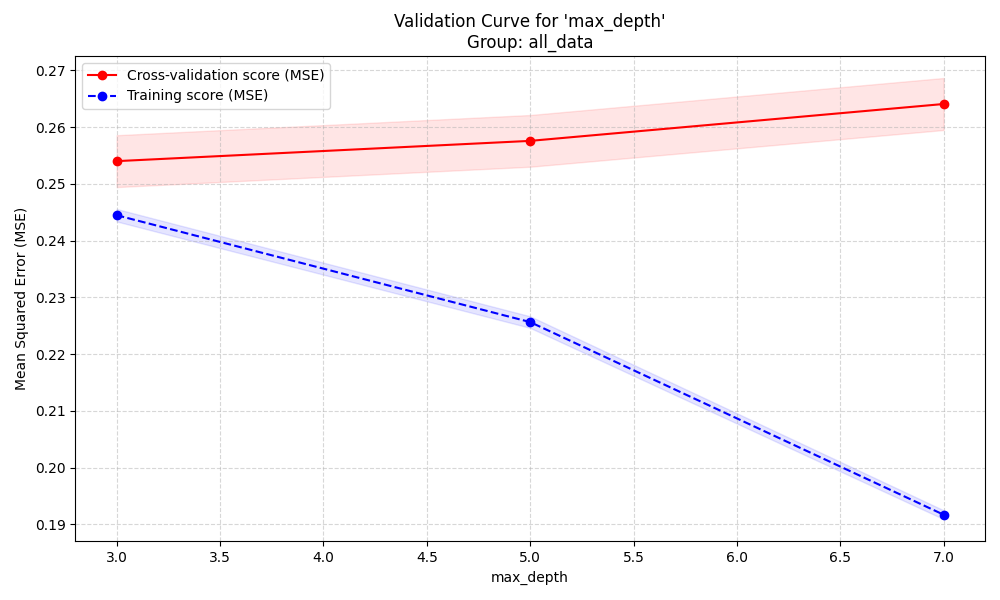 Validation Curve for 'max_depth'
Group: all_data
Cross-validation score (MSE)
Training score (MSE)
Mean Squared Error (MSE)
0.27
0.26
0.25
0.24
0.23
0.22
0.21
0.20
0.19
3.0 3.5 4.0 4.5 5.0 5.5 6.0 6.5 7.0
max_depth